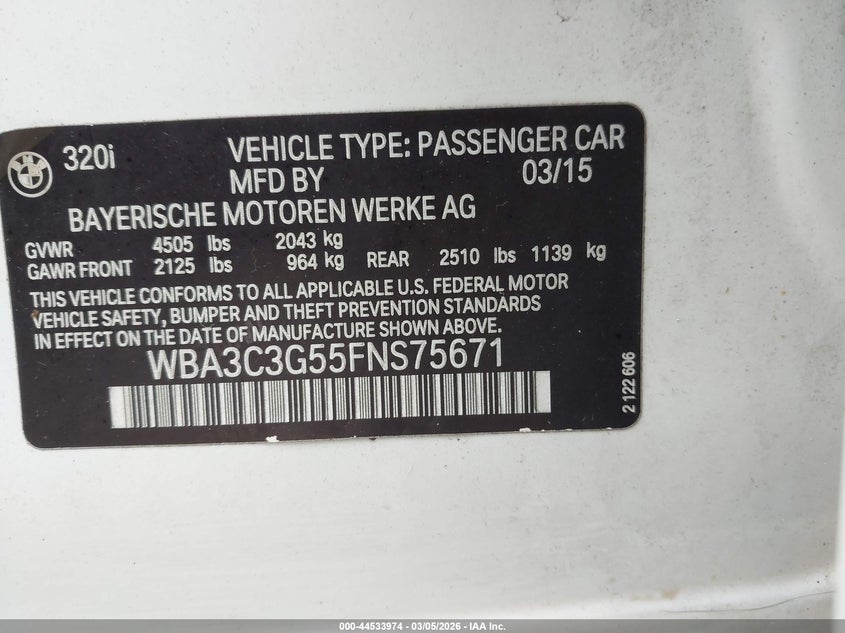 320i VEHICLE TYPE: PASSENGER CAR
MFD BY 03/15
BAYERISCHE MOTOREN WERKE AG
GVWR 4505 lbs 2043 kg
GAWR FRONT 2125 lbs 964 kg REAR 2510 lbs 1139 kg
THIS VEHICLE CONFORMS TO ALL APPLICABLE U.S. FEDERAL MOTOR
VEHICLE SAFETY, BUMPER AND THEFT PREVENTION STANDARDS
IN EFFECT ON THE DATE OF MANUFACTURE SHOWN ABOVE.
WBA3C3G55FNS75671
2 122 606
000-44533974 | 03/05/2026 - IAA Inc.